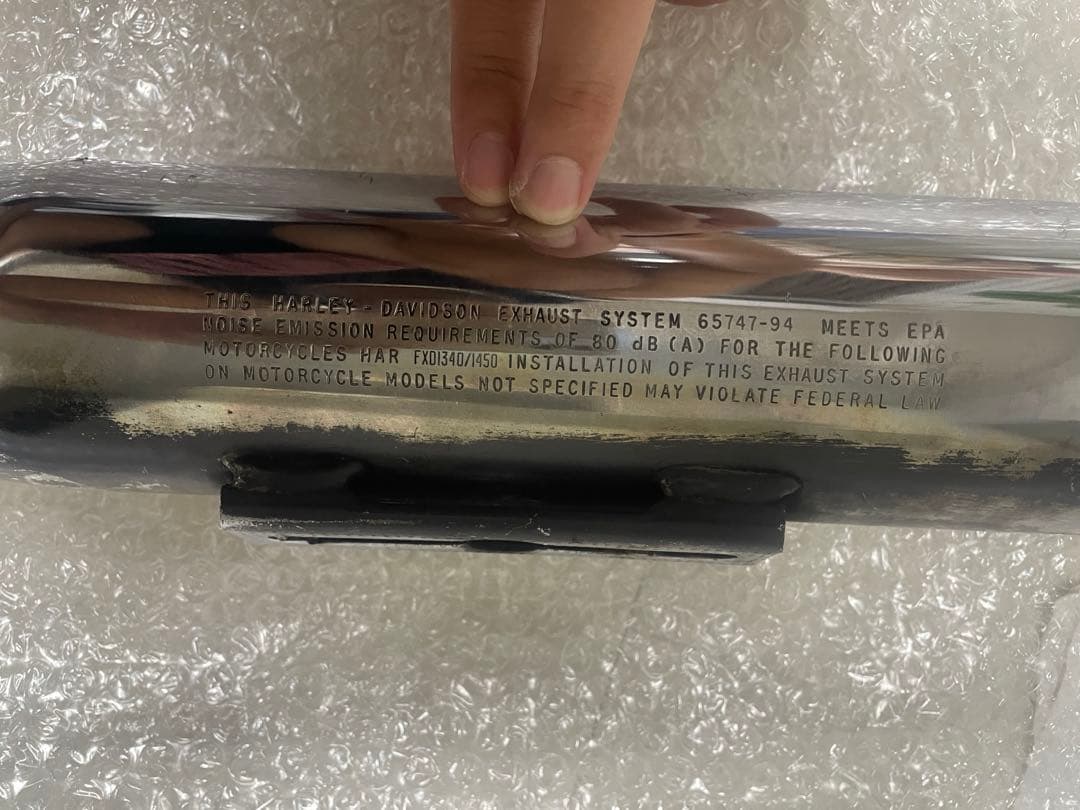 THIS HARLEY-DAVIDSON EXHAUST SYSTEM 65747-94 MEETS EPA
NOISE EMISSION REQUIREMENTS OF 80 dB (A) FOR THE FOLLOWING
MOTORCYCLES HAR FXD1340/1450 INSTALLATION OF THIS EXHAUST SYSTEM
ON MOTORCYCLE MODELS NOT SPECIFIED MAY VIOLATE FEDERAL LAW